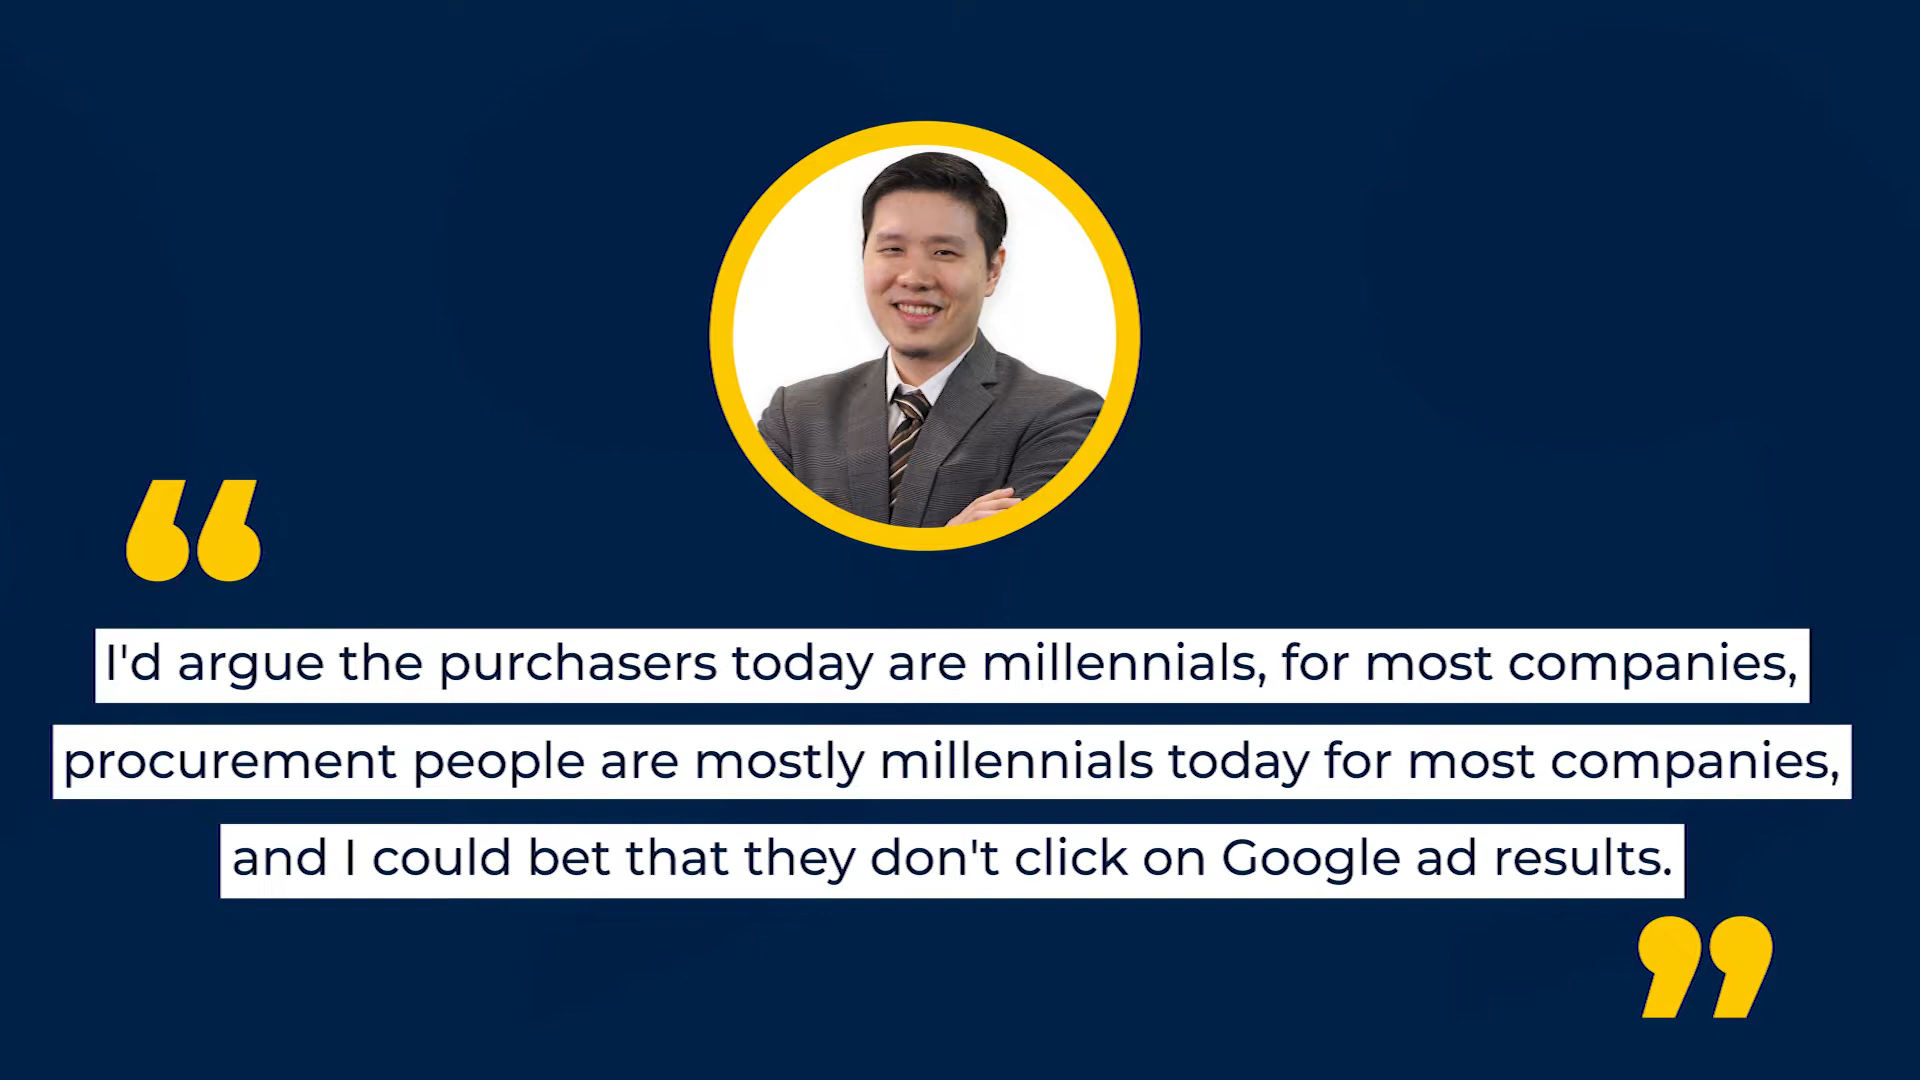 “
I'd argue the purchasers today are millennials, for most companies,
procurement people are mostly millennials today for most companies,
and I could bet that they don't click on Google ad results.
”